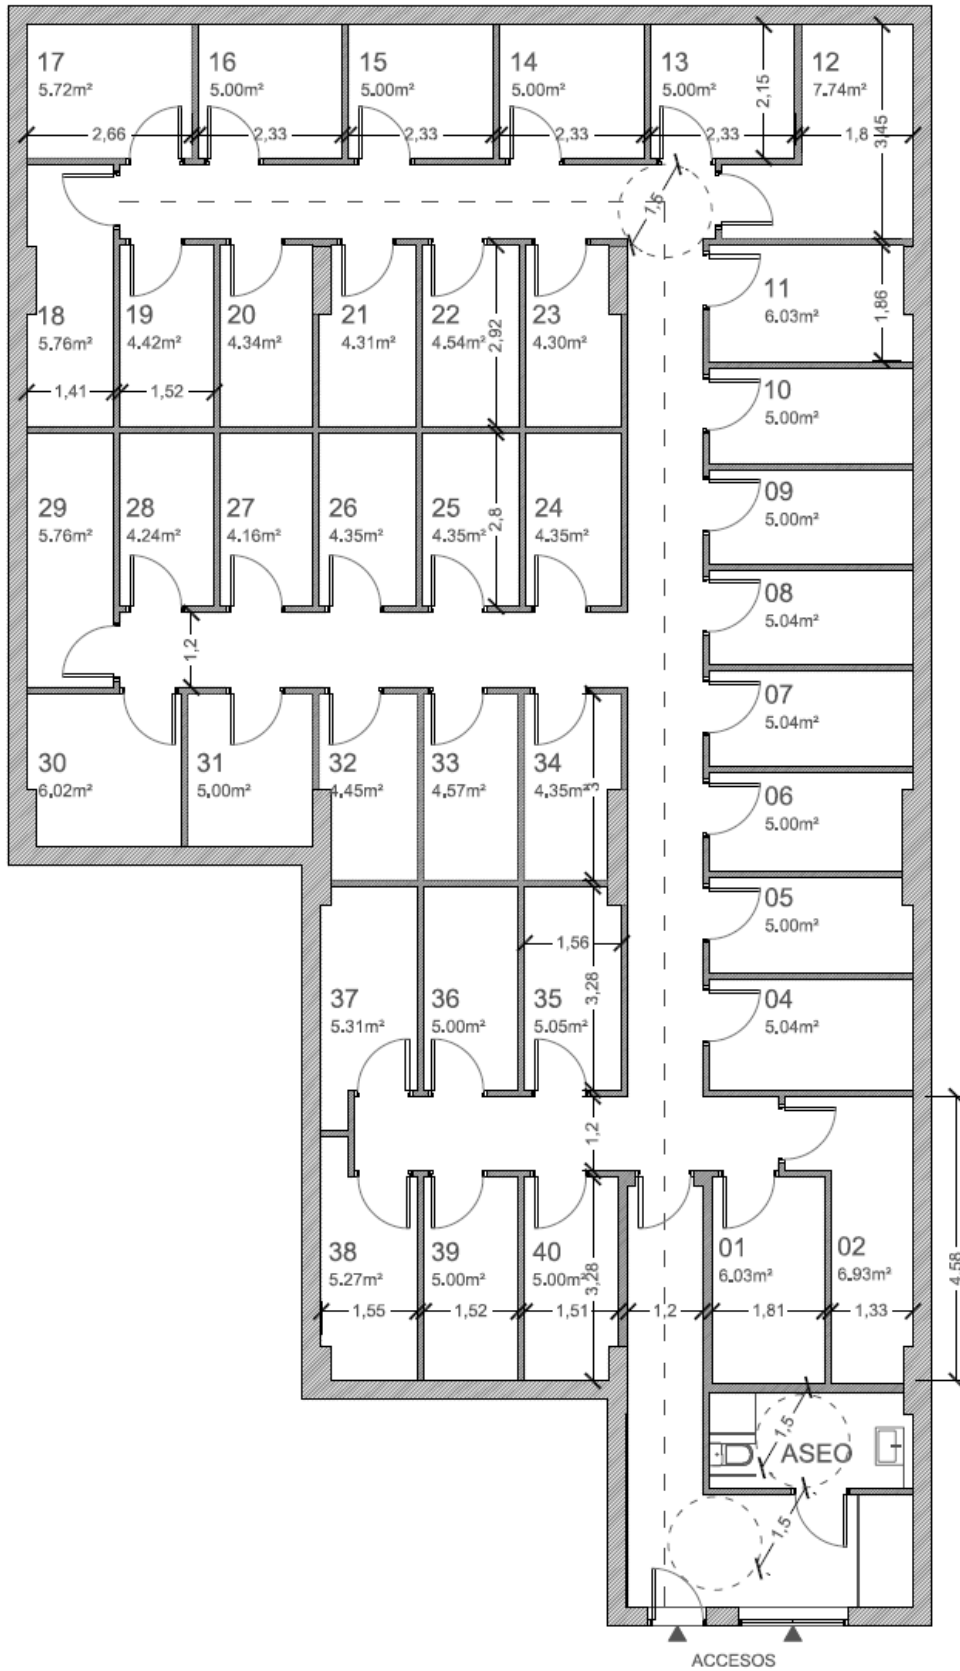 17
5.72m²
16
5.00m²
15
5.00m²
14
5.00m²
13
5.00m²
12
7.74m²
2,15
3,45
2,66
2,33
2,33
2,33
2,33
1,8
1,5
18
5.76m²
19
4.42m²
20
4.34m²
21
4.31m²
22
4.54m²
23
4.30m²
2,92
11
6.03m²
1,86
1,41
1,52
10
5.00m²
29
5.76m²
28
4.24m²
27
4.16m²
26
4.35m²
25
4.35m²
24
4.35m²
2,8
09
5.00m²
08
5.04m²
1,2
07
5.04m²
30
6.02m²
31
5.00m²
32
4.45m²
33
4.57m²
34
4.35m²
3
06
5.00m²
05
5.00m²
1,56
37
5.31m²
36
5.00m²
35
5.05m²
3,28
04
5.04m²
1,2
38
5.27m²
39
5.00m²
40
5.00m²
3,28
01
6.03m²
02
6.93m²
4,58
1,55
1,52
1,51
1,2
1,81
1,33
1,5
ASEO
1,5
ACCESOS